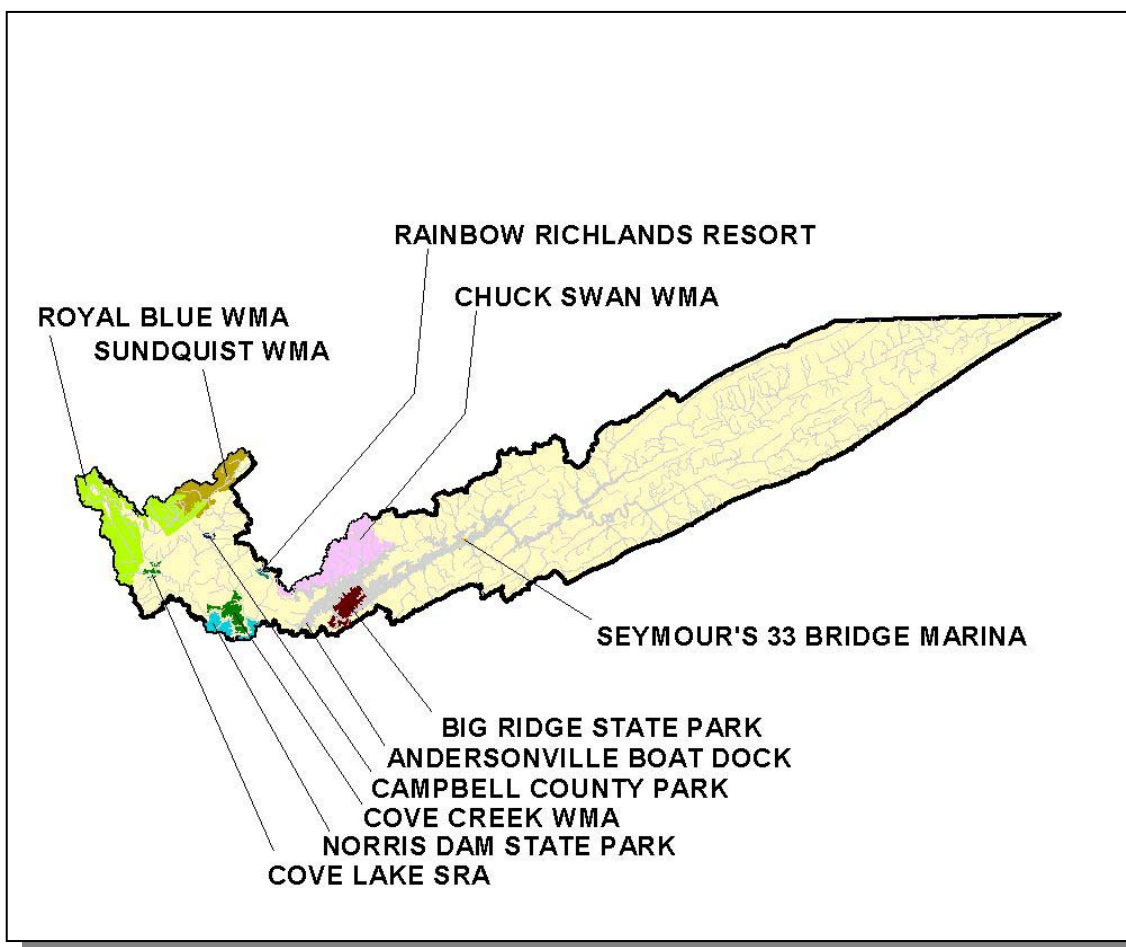 RAINBOW RICHLANDS RESORT
CHUCK SWAN WMA
ROYAL BLUE WMA
SUNDQUIST WMA
SEYMOUR'S 33 BRIDGE MARINA
BIG RIDGE STATE PARK
ANDERSONVILLE BOAT DOCK
CAMPBELL COUNTY PARK
COVE CREEK WMA
NORRIS DAM STATE PARK
COVE LAKE SRA